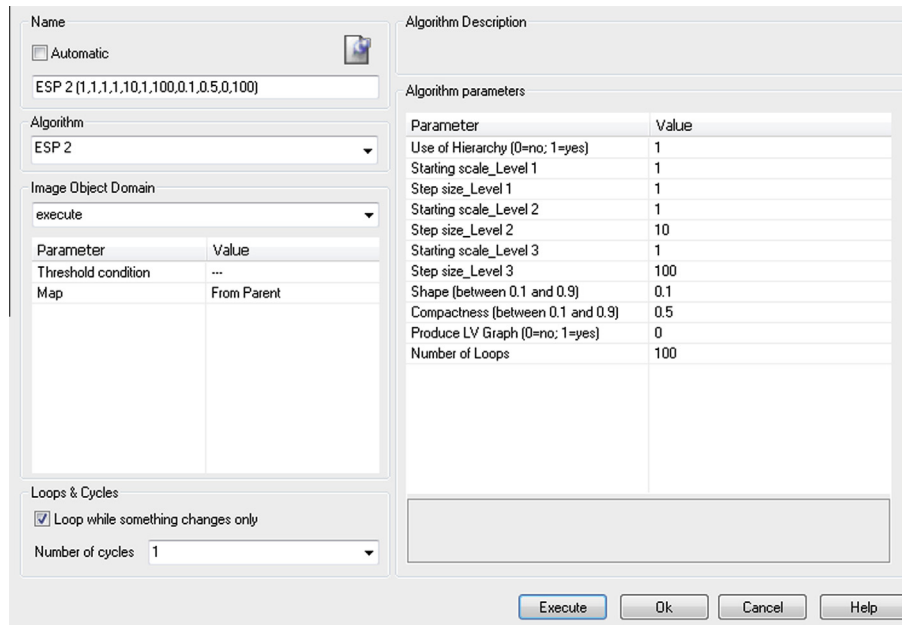 Name
Automatic
ESP 2 (1,1,1,1,10,1,100,0.1,0.5,0,100)
Algorithm
ESP 2
Image Object Domain
execute
Parameter Value
Threshold condition ---
Map From Parent
Loops & Cycles
Loop while something changes only
Number of cycles 1
Algorithm Description
Algorithm parameters
Parameter Value
Use of Hierarchy (0=no; 1=yes) 1
Starting scale_Level 1 1
Step size_Level 1 1
Starting scale_Level 2 1
Step size_Level 2 10
Starting scale_Level 3 1
Step size_Level 3 100
Shape (between 0.1 and 0.9) 0.1
Compactness (between 0.1 and 0.9) 0.5
Produce LV Graph (0=no; 1=yes) 0
Number of Loops 100
Execute Ok Cancel Help